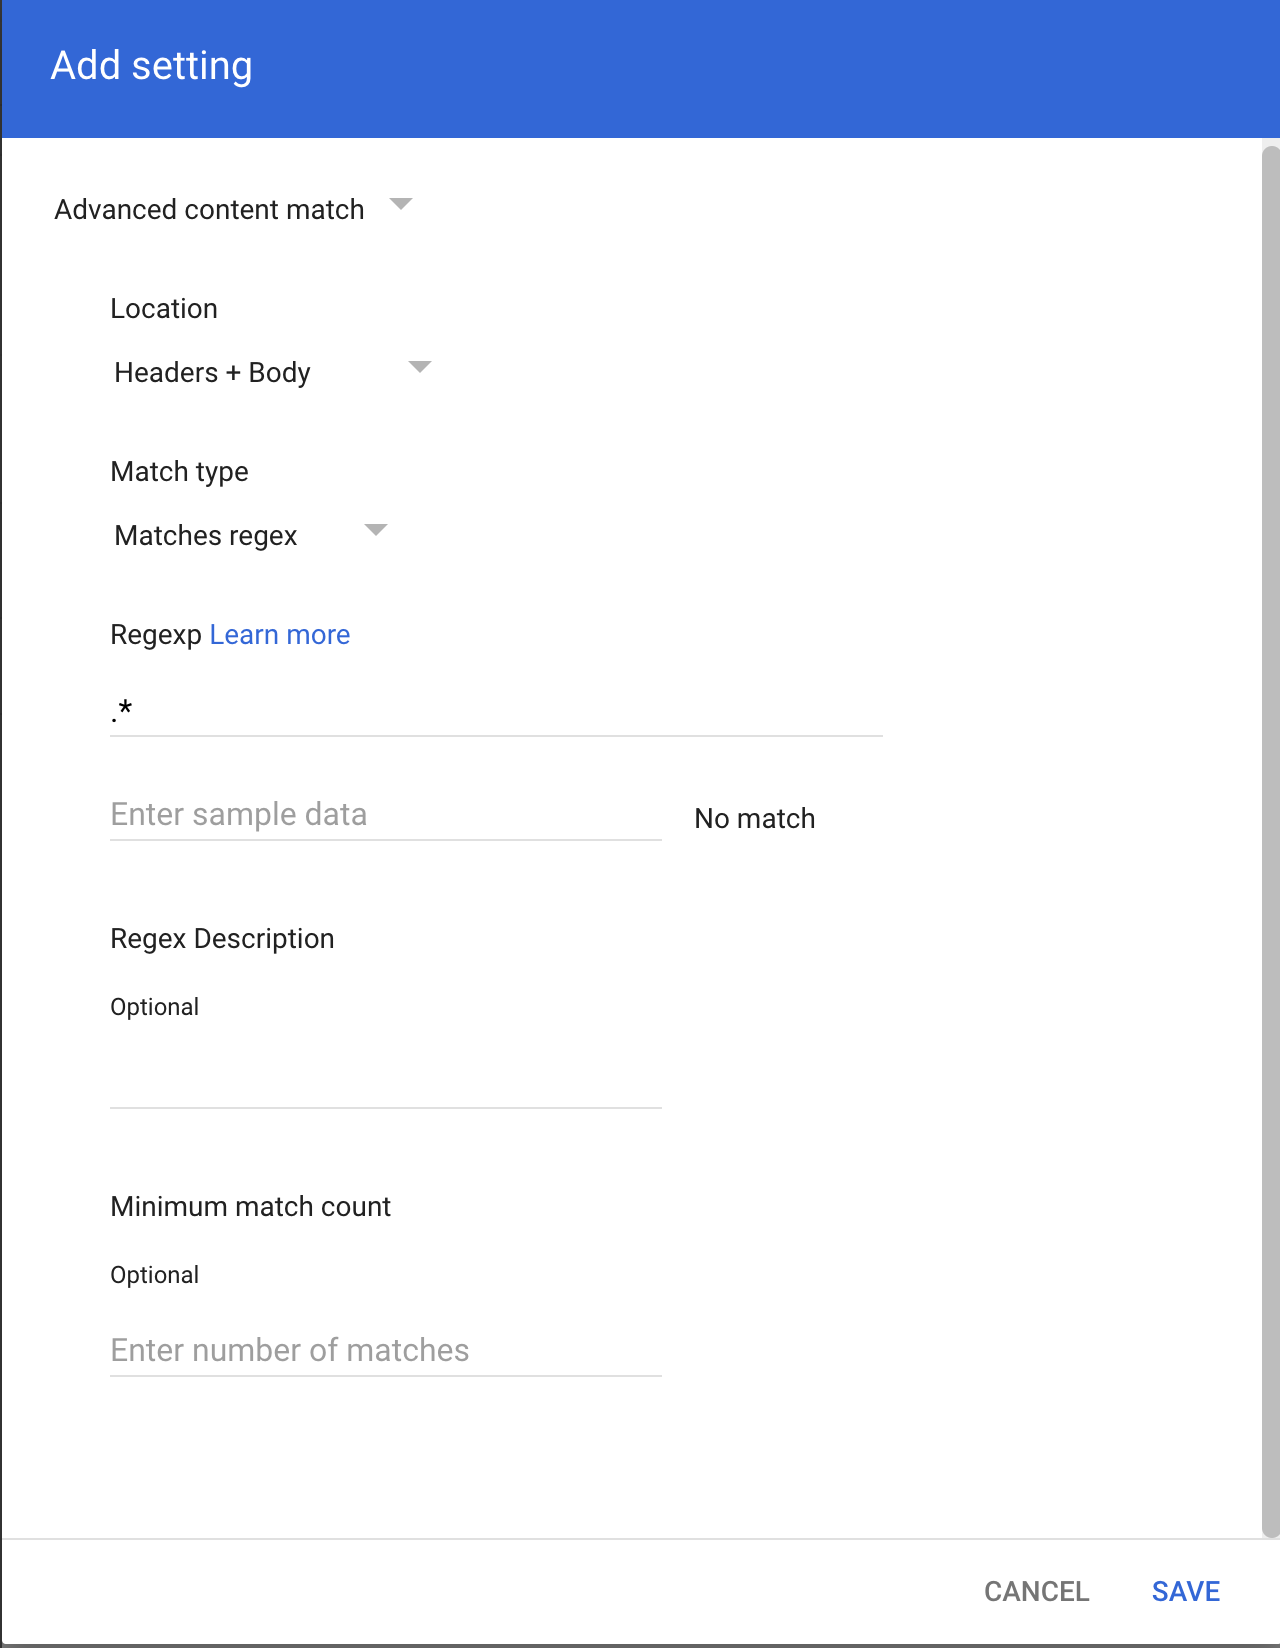 Add setting
Advanced content match
Location
Headers + Body
Match type
Matches regex
Regexp Learn more
.*
Enter sample data No match
Regex Description
Optional
Minimum match count
Optional
Enter number of matches
CANCEL SAVE